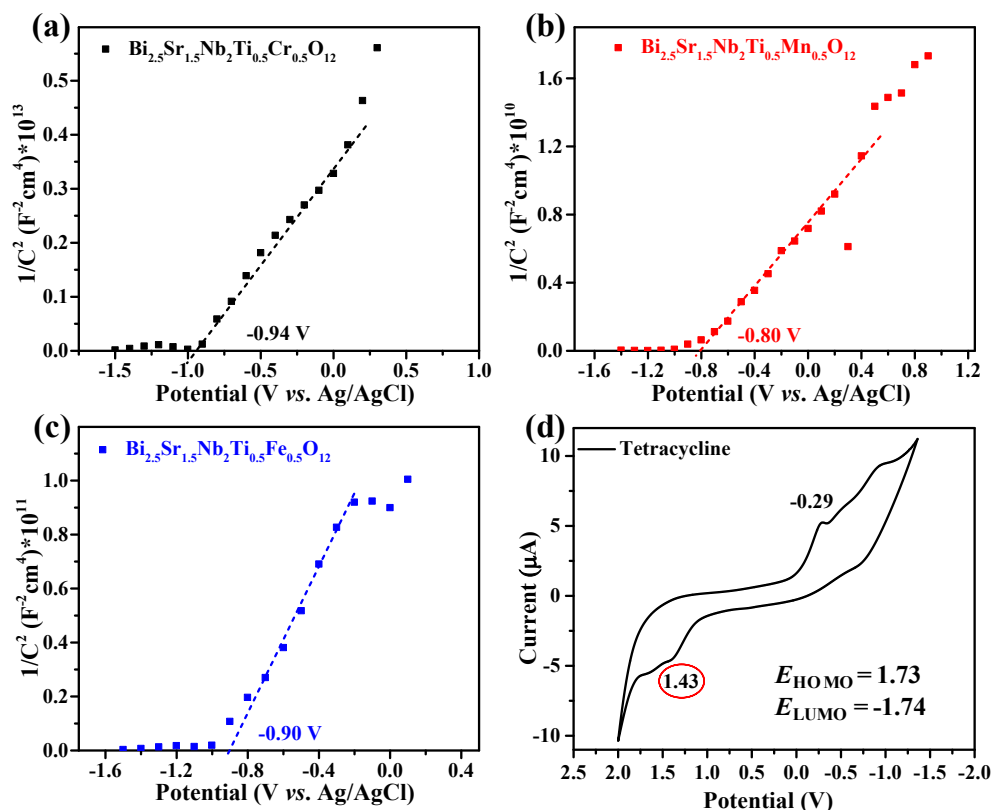 (a)
Bi2.5Sr1.5Nb2Ti0.5Cr0.5O12
1/C² (F⁻²cm⁴)*10¹³
0.5
0.4
0.3
0.2
0.1
0.0
-0.94 V
-1.5 -1.0 -0.5 0.0 0.5 1.0
Potential (V vs. Ag/AgCl)
(b)
Bi2.5Sr1.5Nb2Ti0.5Mn0.5O12
1/C² (F⁻²cm⁴)*10¹⁰
1.6
1.2
0.8
0.4
0.0
-0.80 V
-1.6 -1.2 -0.8 -0.4 0.0 0.4 0.8 1.2
Potential (V vs. Ag/AgCl)
(c)
Bi2.5Sr1.5Nb2Ti0.5Fe0.5O12
1/C² (F⁻²cm⁴)*10¹¹
1.0
0.8
0.6
0.4
0.2
0.0
-0.90 V
-1.6 -1.2 -0.8 -0.4 0.0 0.4
Potential (V vs. Ag/AgCl)
(d)
Tetracycline
Current (μA)
10
5
0
-5
-10
-0.29
1.43
EHOMO = 1.73
ELUMO = -1.74
2.5 2.0 1.5 1.0 0.5 0.0 -0.5 -1.0 -1.5 -2.0
Potential (V)